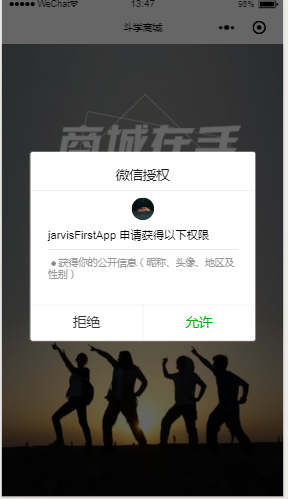 WeChat
13:47
98%
斗学商城
商城在手
微信授权
jarvisFirstApp 申请获得以下权限
● 获得你的公开信息（昵称、头像、地区及
性别）
拒绝
允许